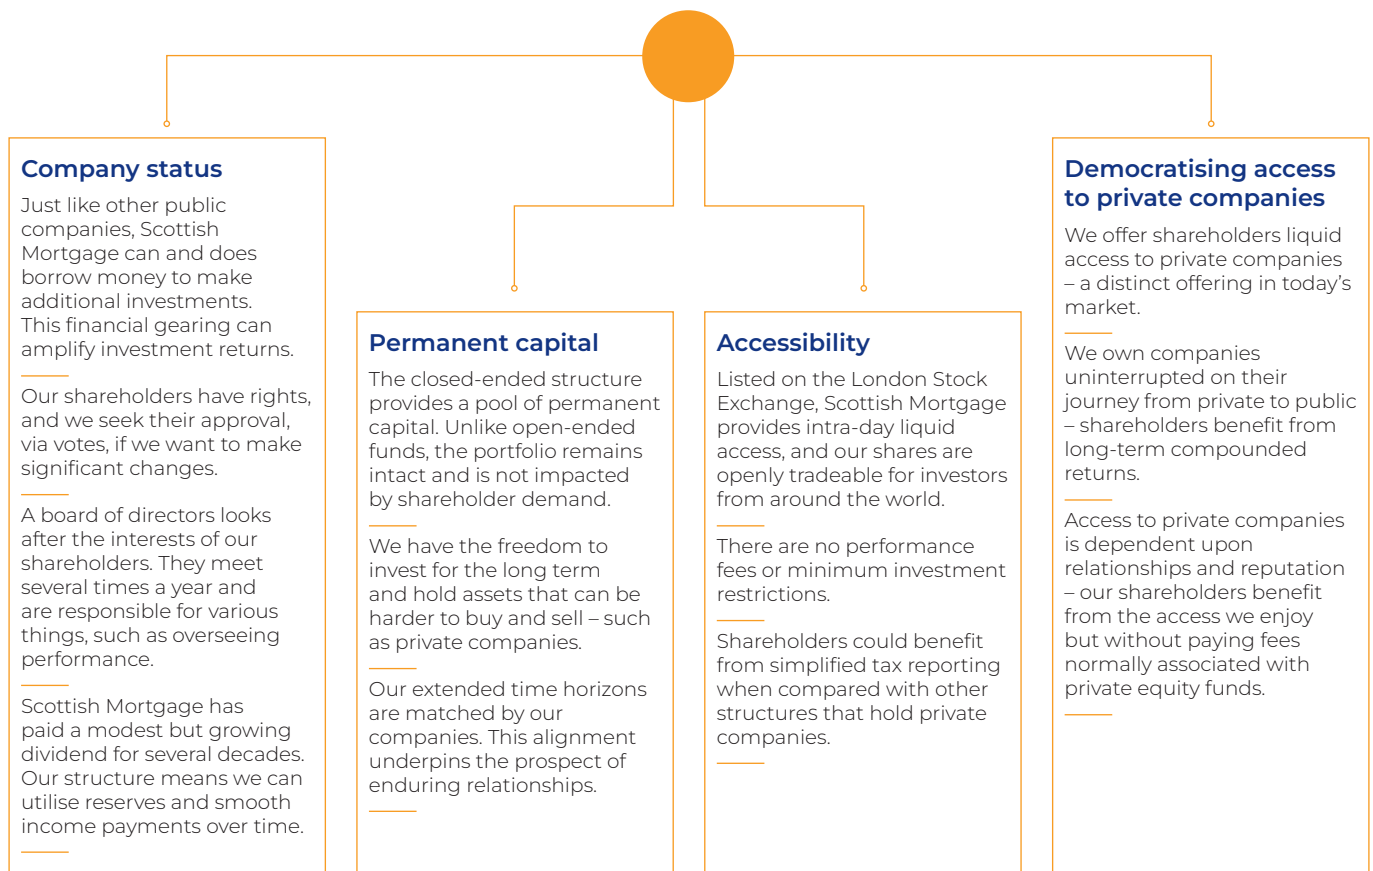 Company status
Just like other public
companies, Scottish
Mortgage can and does
borrow money to make
additional investments.
This financial gearing can
amplify investment returns.
Our shareholders have rights,
and we seek their approval,
via votes, if we want to make
significant changes.
A board of directors looks
after the interests of our
shareholders. They meet
several times a year and
are responsible for various
things, such as overseeing
performance.
Scottish Mortgage has
paid a modest but growing
dividend for several decades.
Our structure means we can
utilise reserves and smooth
income payments over time.
Permanent capital
The closed-ended structure
provides a pool of permanent
capital. Unlike open-ended
funds, the portfolio remains
intact and is not impacted
by shareholder demand.
We have the freedom to
invest for the long term
and hold assets that can be
harder to buy and sell – such
as private companies.
Our extended time horizons
are matched by our
companies. This alignment
underpins the prospect of
enduring relationships.
Accessibility
Listed on the London Stock
Exchange, Scottish Mortgage
provides intra-day liquid
access, and our shares are
openly tradeable for investors
from around the world.
There are no performance
fees or minimum investment
restrictions.
Shareholders could benefit
from simplified tax reporting
when compared with other
structures that hold private
companies.
Democratising access
to private companies
We offer shareholders liquid
access to private companies
– a distinct offering in today’s
market.
We own companies
uninterrupted on their
journey from private to public
– shareholders benefit from
long-term compounded
returns.
Access to private companies
is dependent upon
relationships and reputation
– our shareholders benefit
from the access we enjoy
but without paying fees
normally associated with
private equity funds.